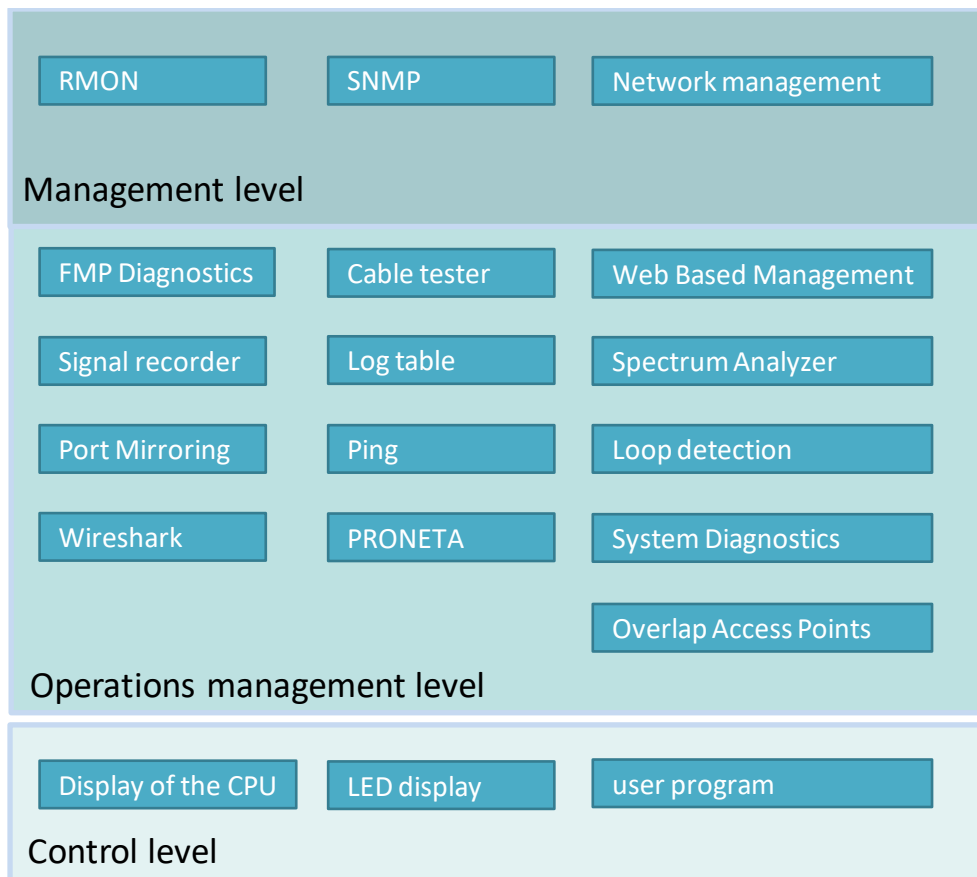 RMON
SNMP
Network management
Management level
FMP Diagnostics
Cable tester
Web Based Management
Signal recorder
Log table
Spectrum Analyzer
Port Mirroring
Ping
Loop detection
Wireshark
PRONETA
System Diagnostics
Overlap Access Points
Operations management level
Display of the CPU
LED display
user program
Control level